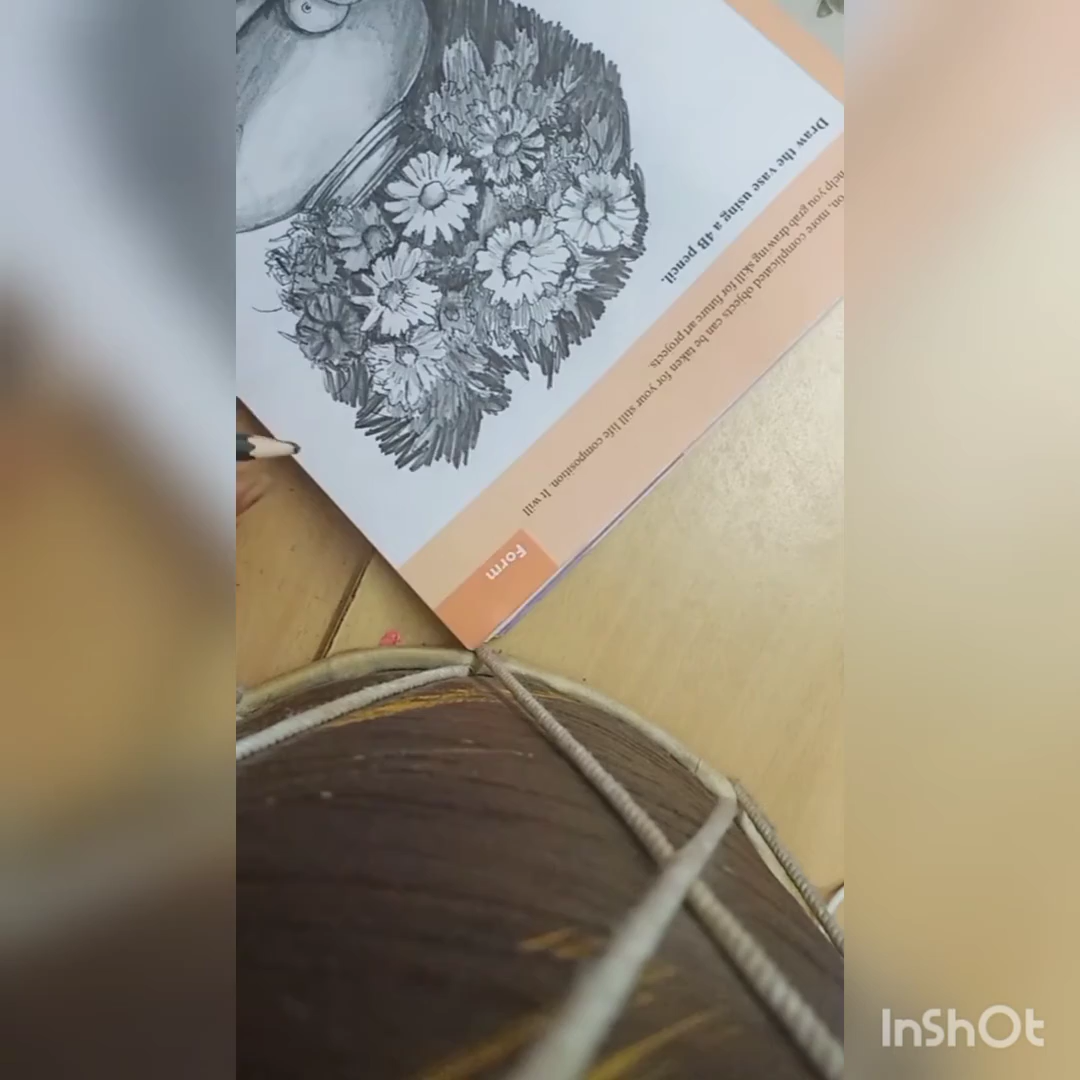 Draw the vase using a 4B pencil.
on, more complicated objects can be taken for your still life composition. It will
help you grab drawing skill for future art projects.
Form
InShOt